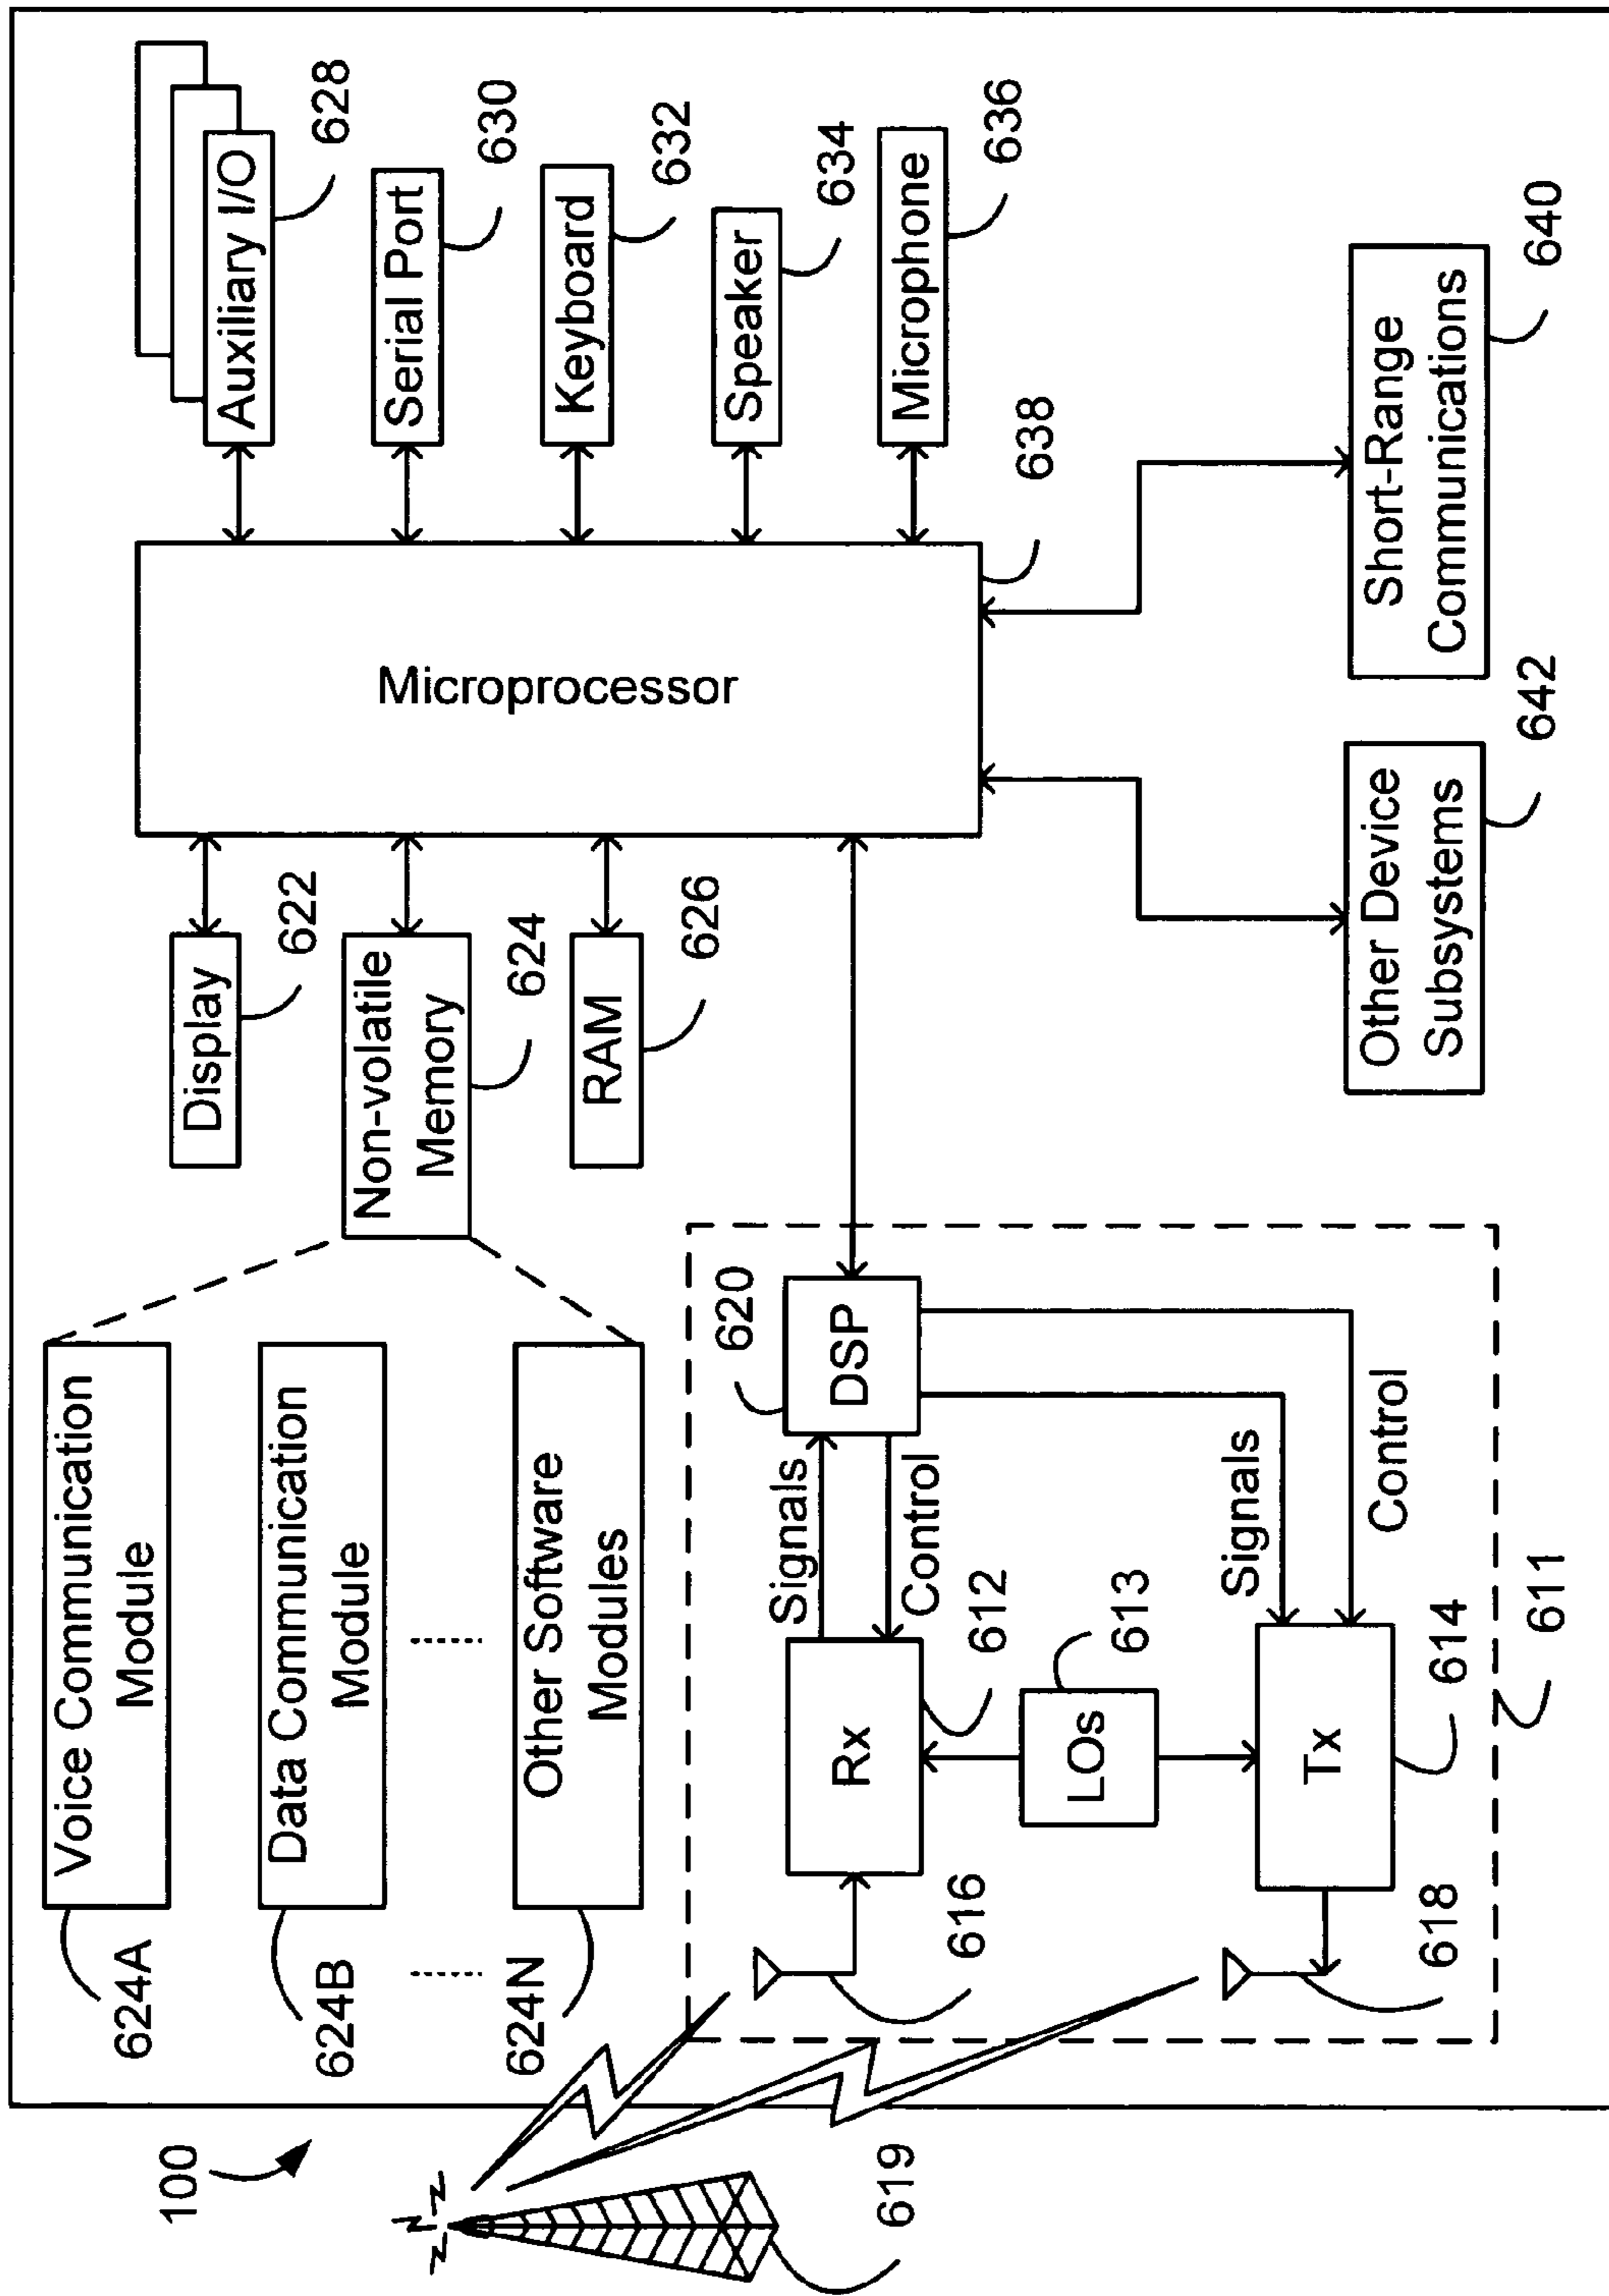 100
619
Voice Communication
Module
624A
Data Communication
Module
624B
Other Software
Modules
624N
Display
622
Non-volatile
Memory
624
RAM
626
Microprocessor
638
Auxiliary I/O
628
Serial Port
630
Keyboard
632
Speaker
634
Microphone
636
Short-Range
Communications
640
Other Device
Subsystems
642
DSP
620
Signals
Control
Rx
612
LOs
613
Signals
Control
Tx
614
616
618
611